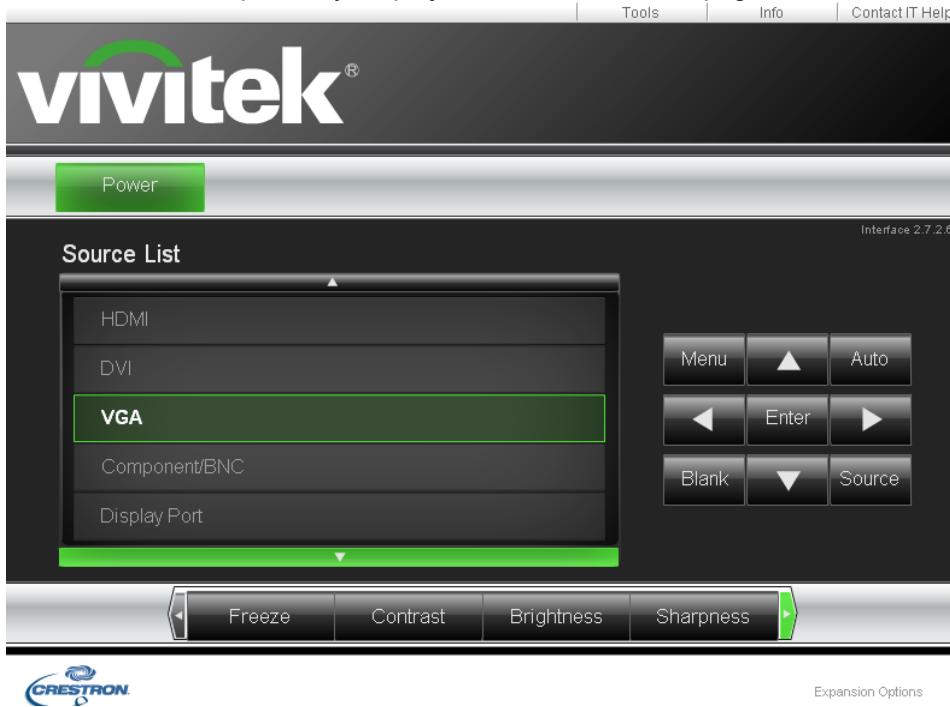 Tools Info Contact IT Help
vivitek®
Power
Interface 2.7.2.6
Source List
HDMI
DVI
VGA
Component/BNC
Display Port
Menu Auto
Enter
Blank Source
Freeze Contrast Brightness Sharpness
CRESTRON.
Expansion Options